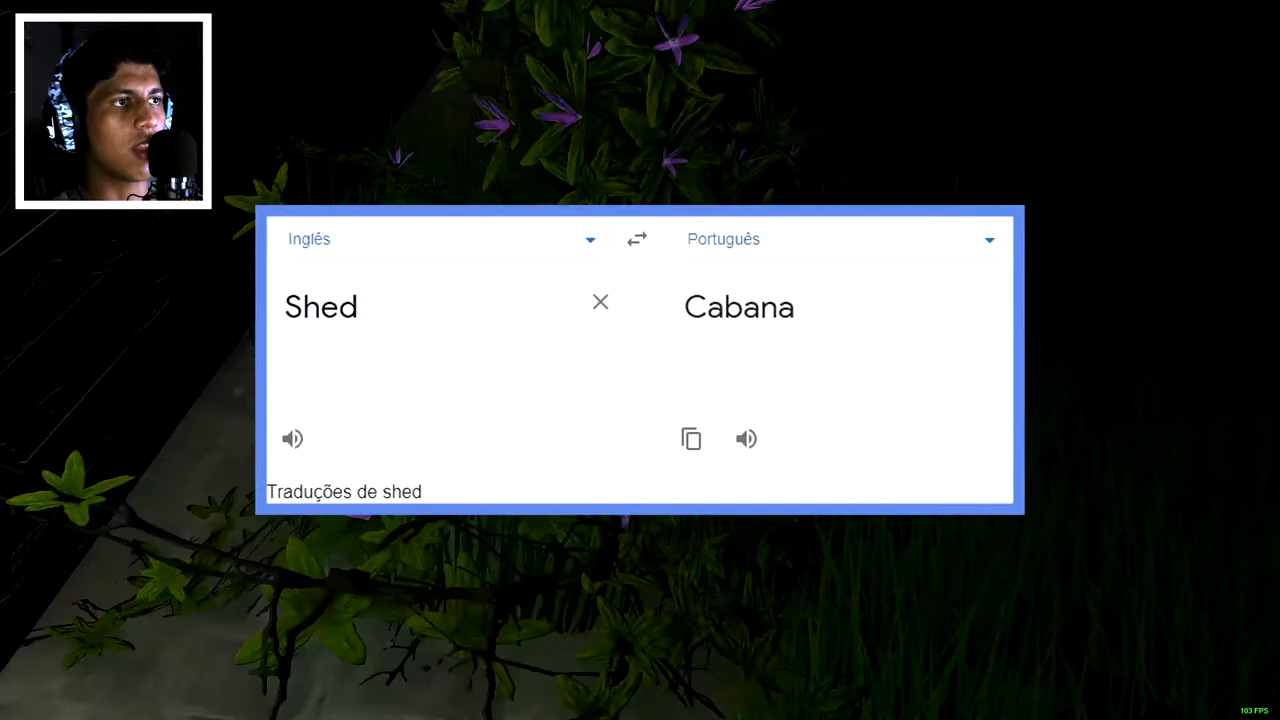 Inglês
Português
Shed
Cabana
Traduções de shed
103 FPS